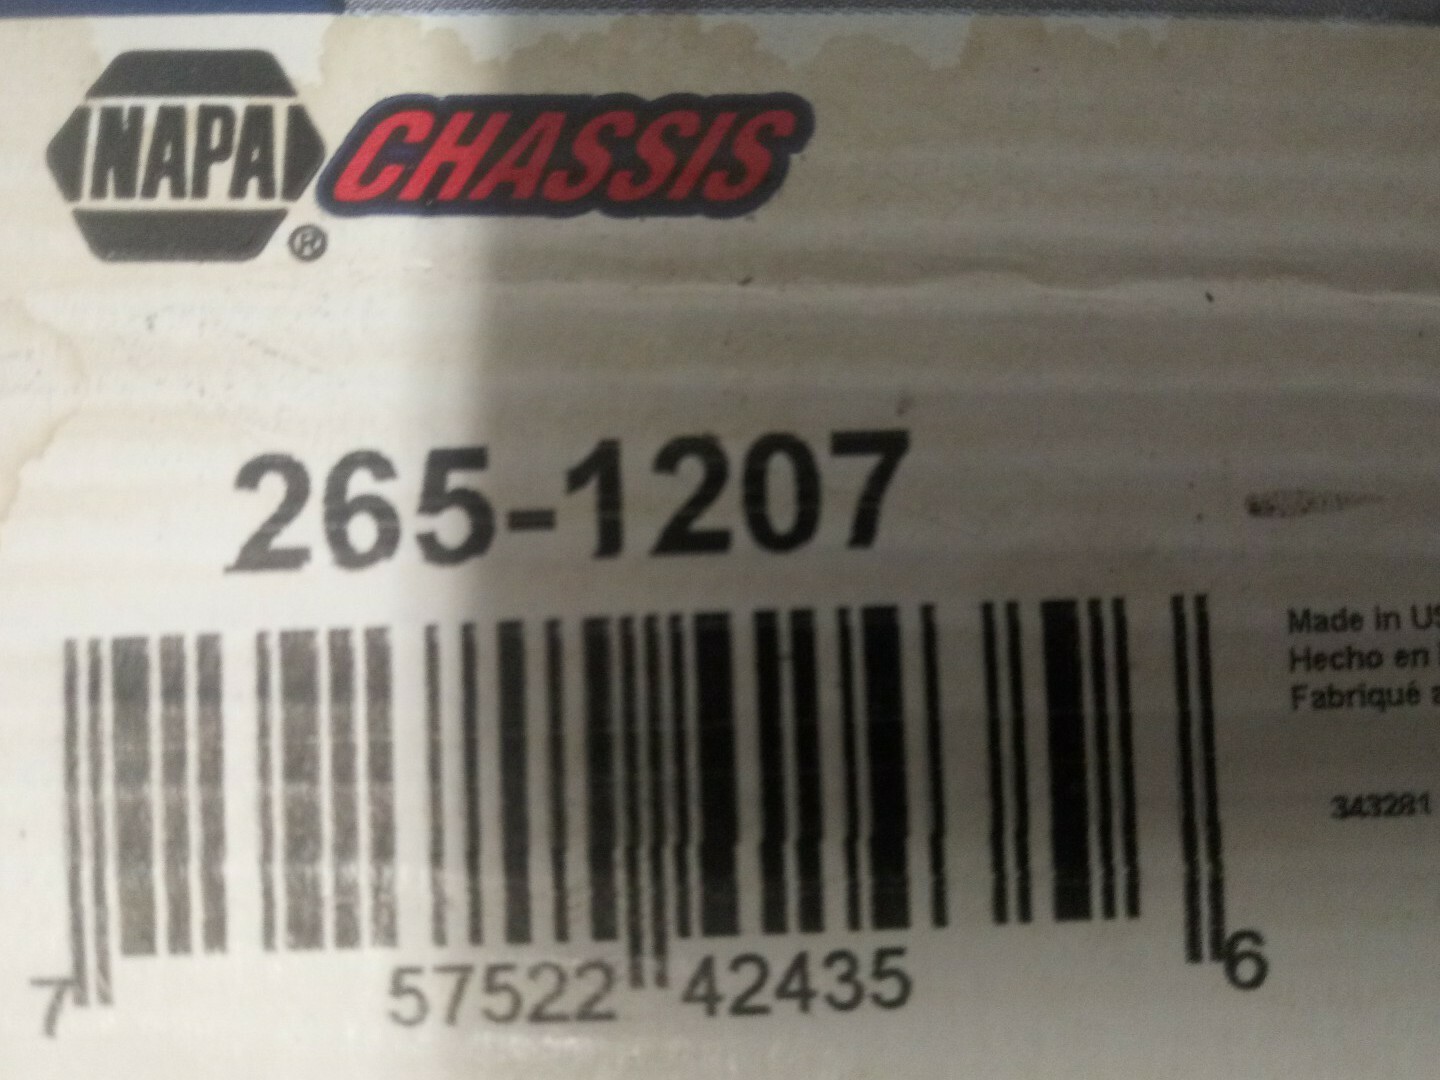 NAPA CHASSIS
®
265-1207
Made in
Hecho en
Fabriqué
343281
7 57522 42435 6